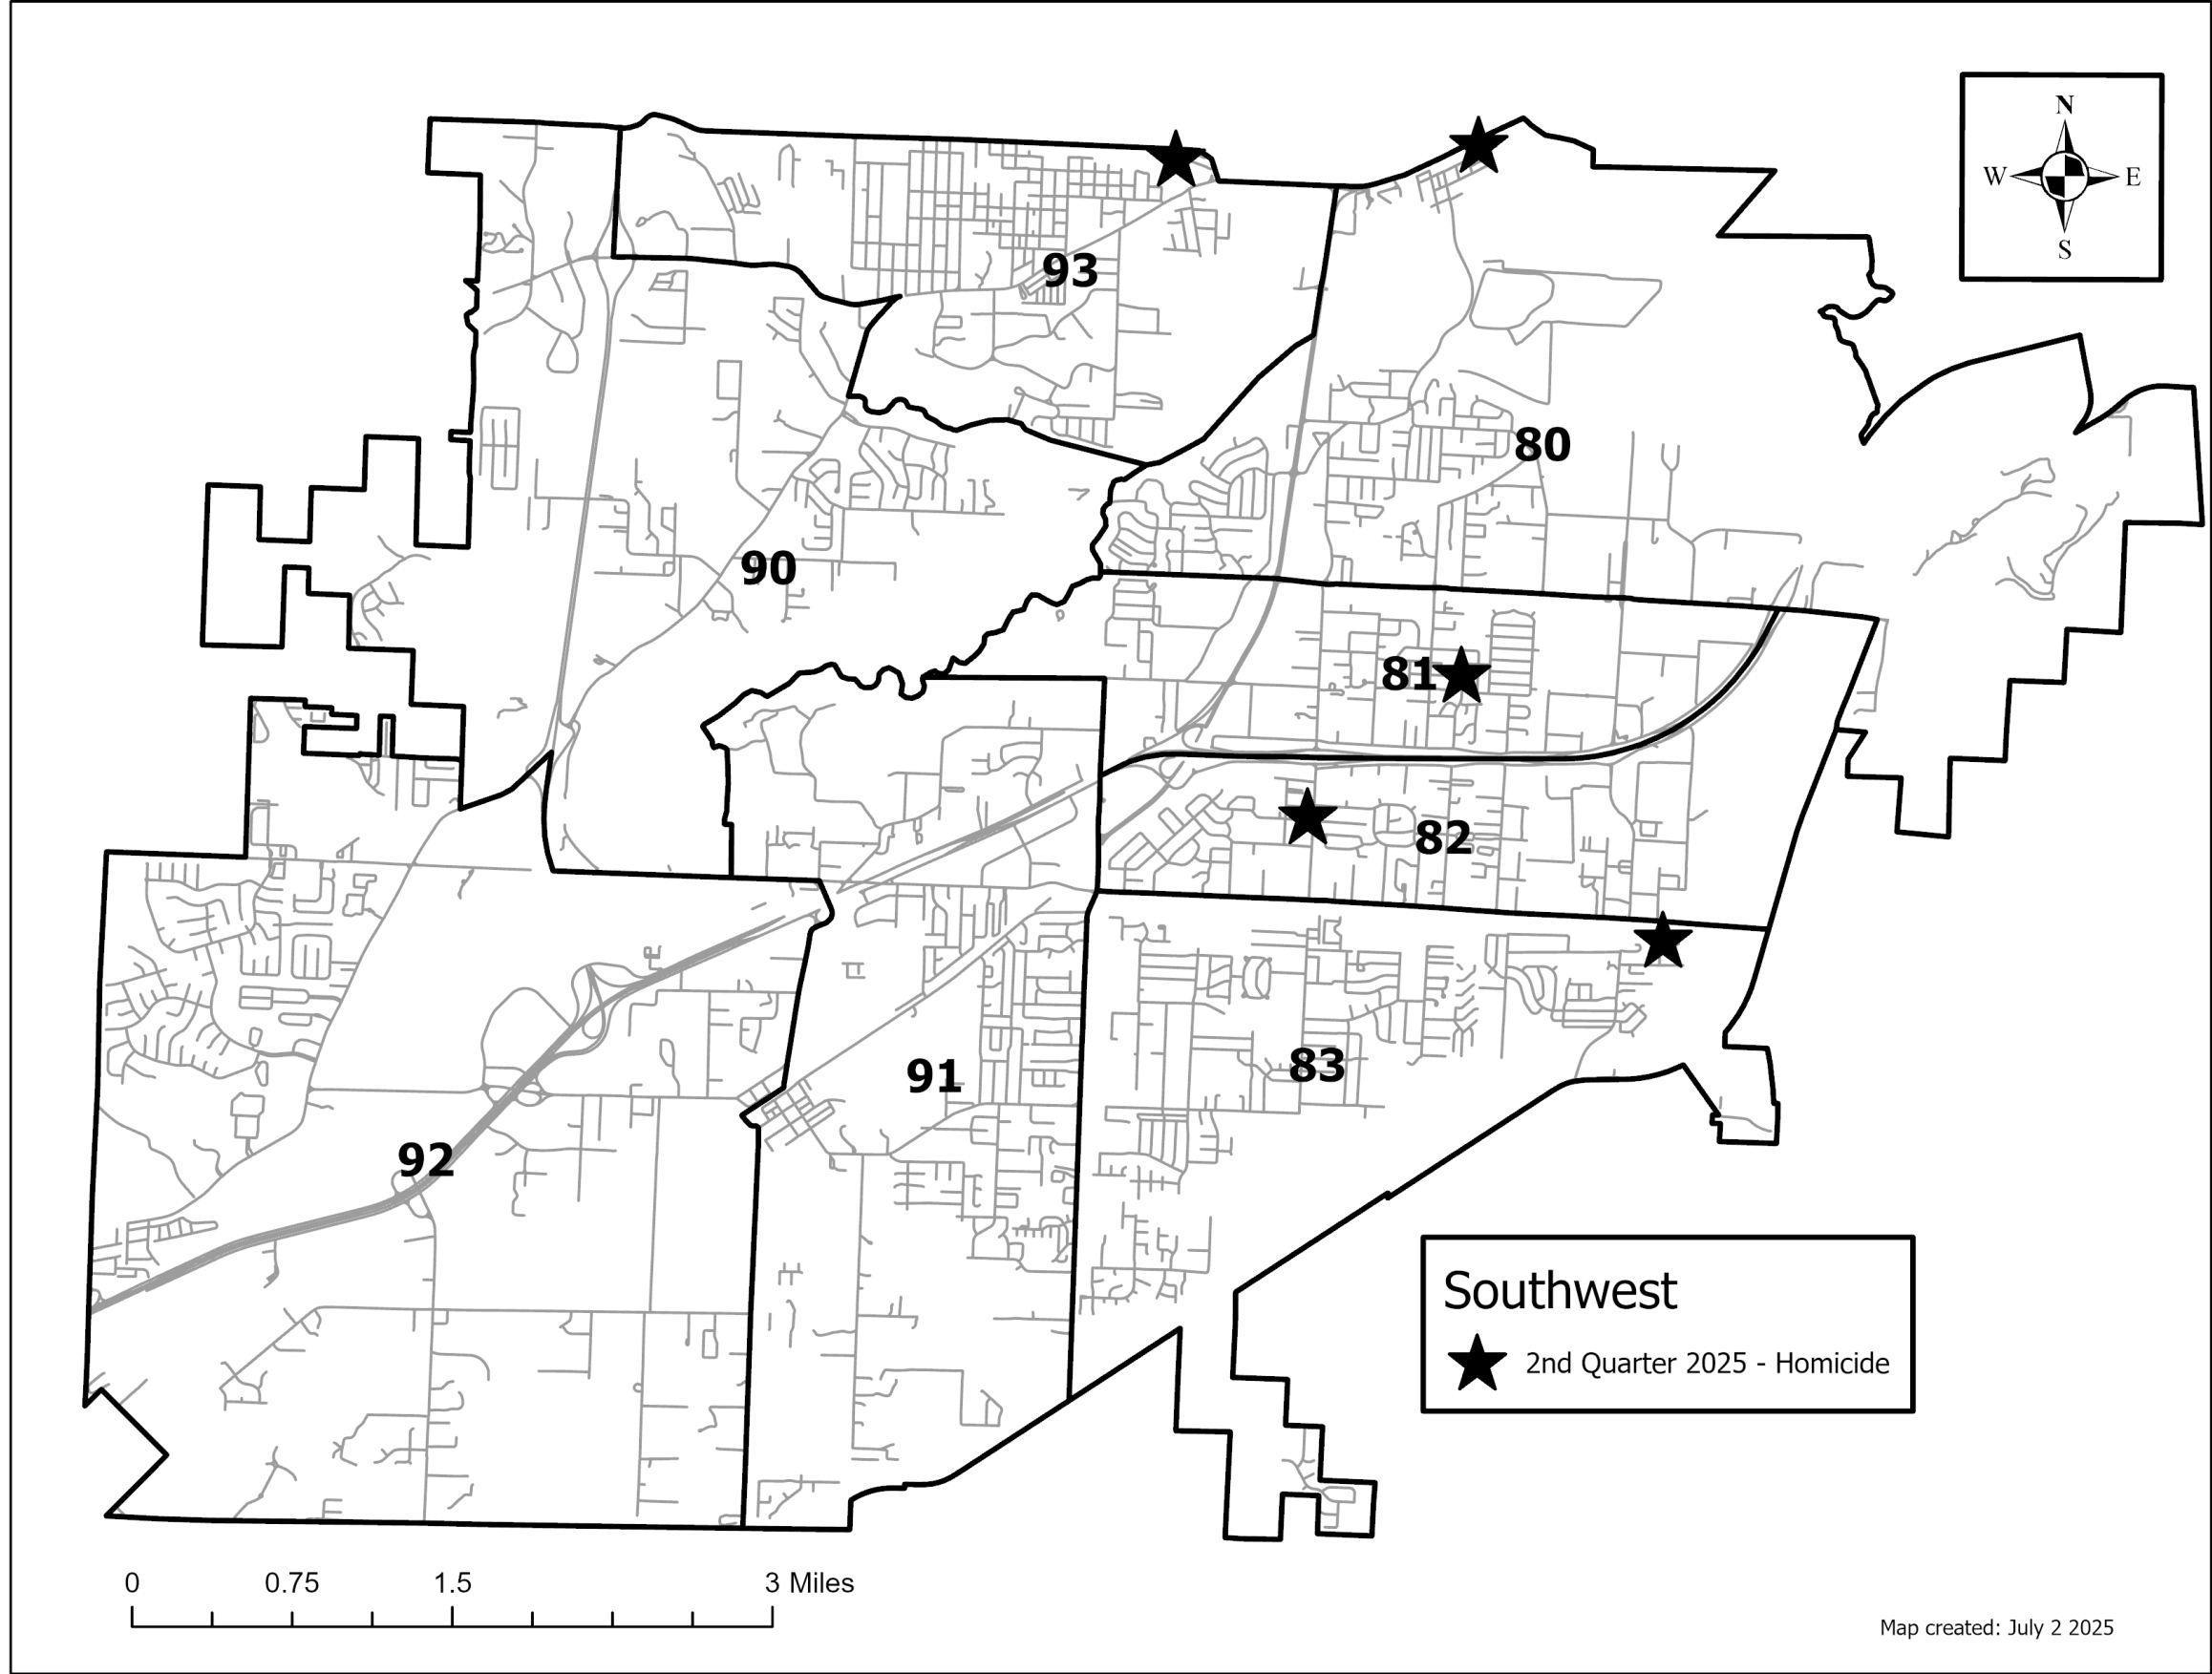 N
W E
S
93
80
90
81
82
91
83
92
Southwest
2nd Quarter 2025 - Homicide
0 0.75 1.5 3 Miles
Map created: July 2 2025